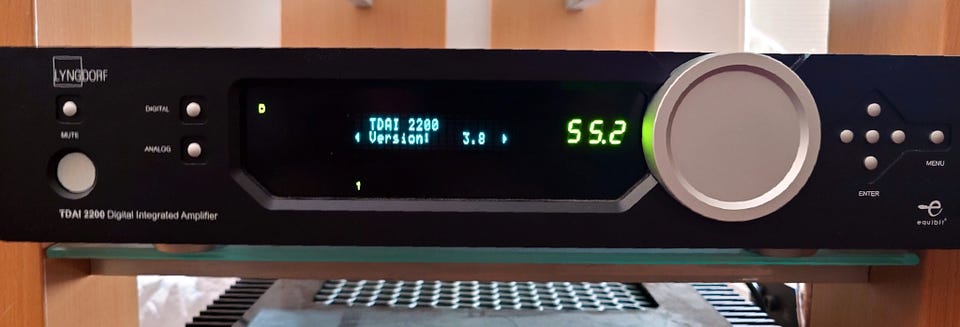 LYNGDORF
MUTE
DIGITAL
ANALOG
D
TDAI 2200
Version: 3.8
1
55.2
TDAI 2200 Digital Integrated Amplifier
MENU
ENTER
equibit